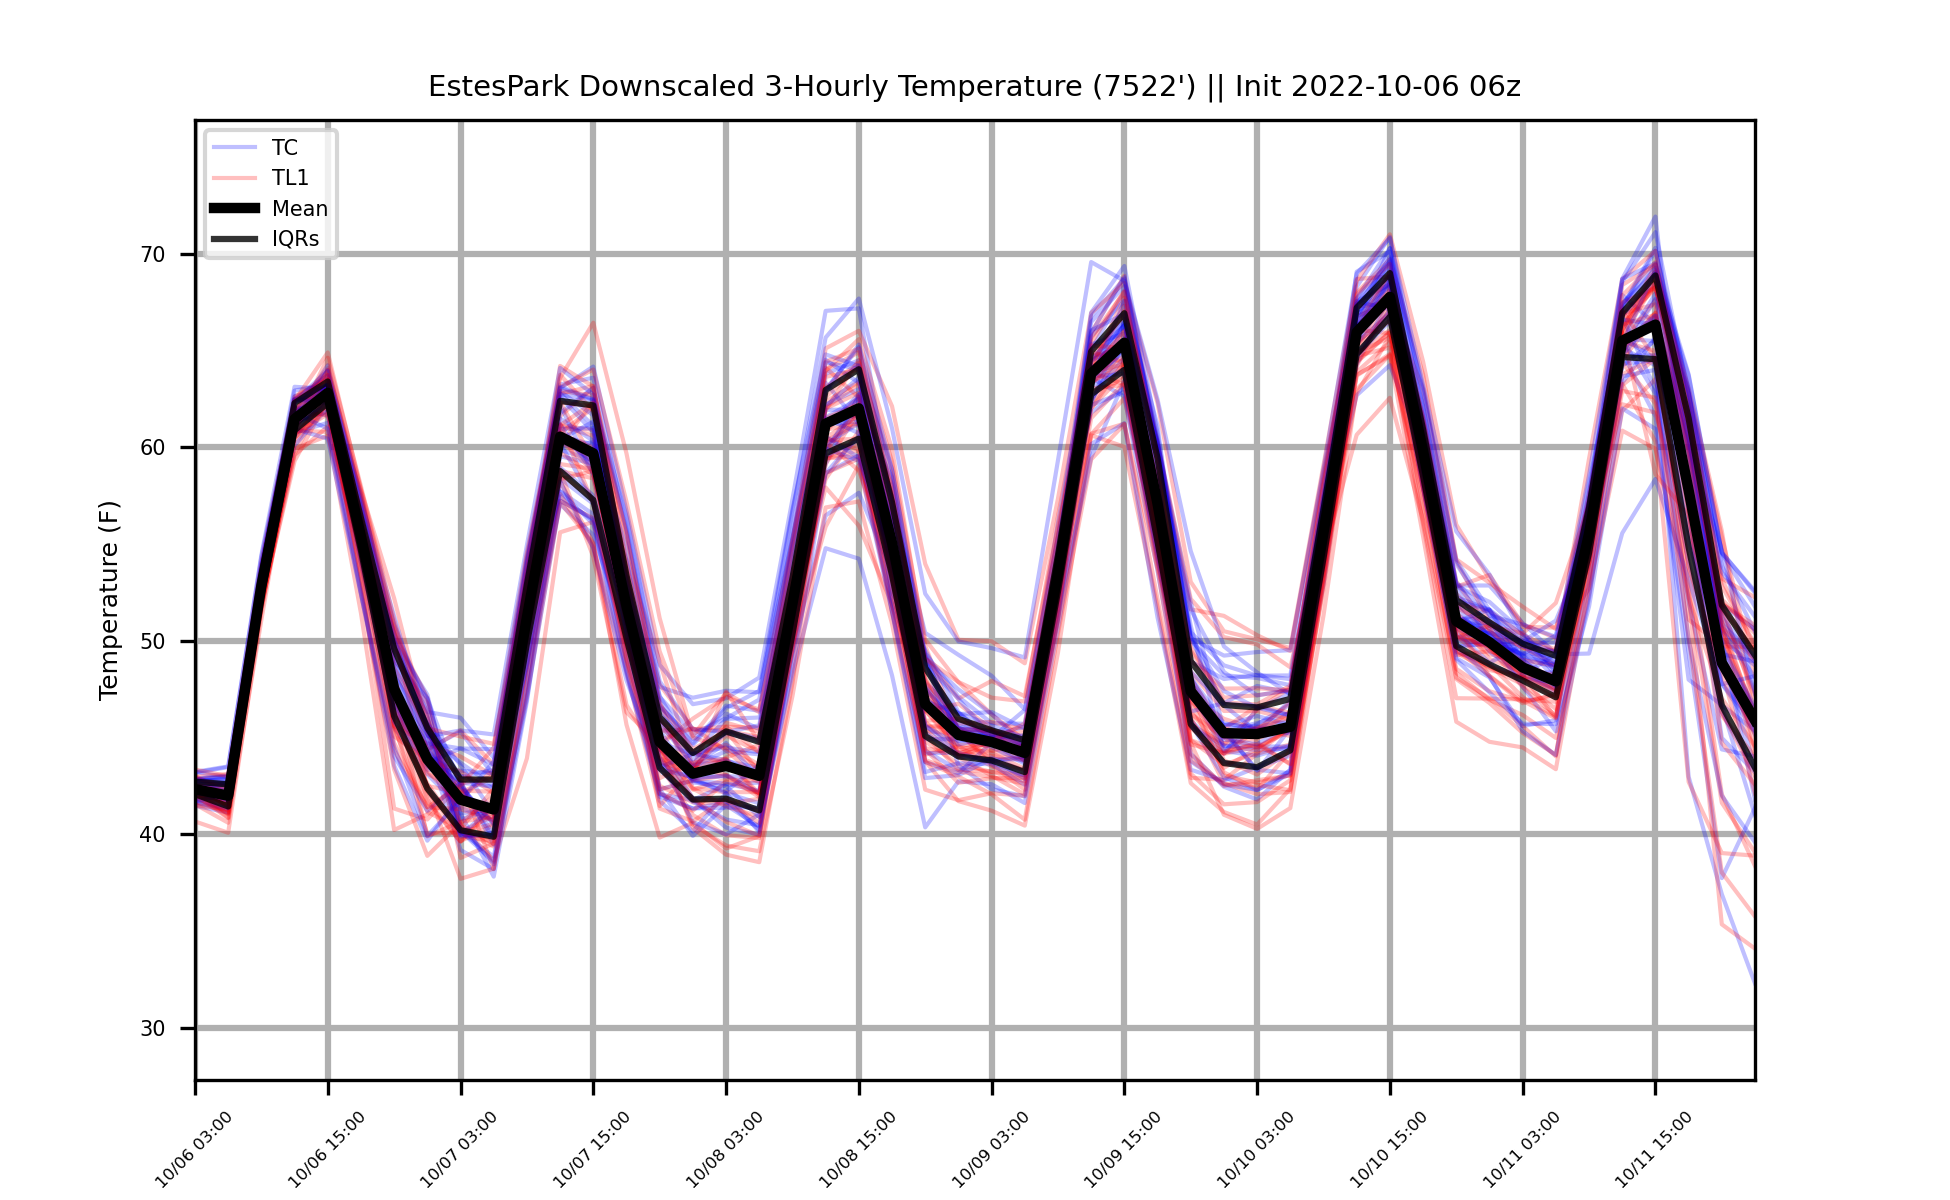 EstesPark Downscaled 3-Hourly Temperature (7522') || Init 2022-10-06 06z
TC
TL1
Mean
IQRs
Temperature (F)
70
60
50
40
30
10/06 03:00
10/06 15:00
10/07 03:00
10/07 15:00
10/08 03:00
10/08 15:00
10/09 03:00
10/09 15:00
10/10 03:00
10/10 15:00
10/11 03:00
10/11 15:00